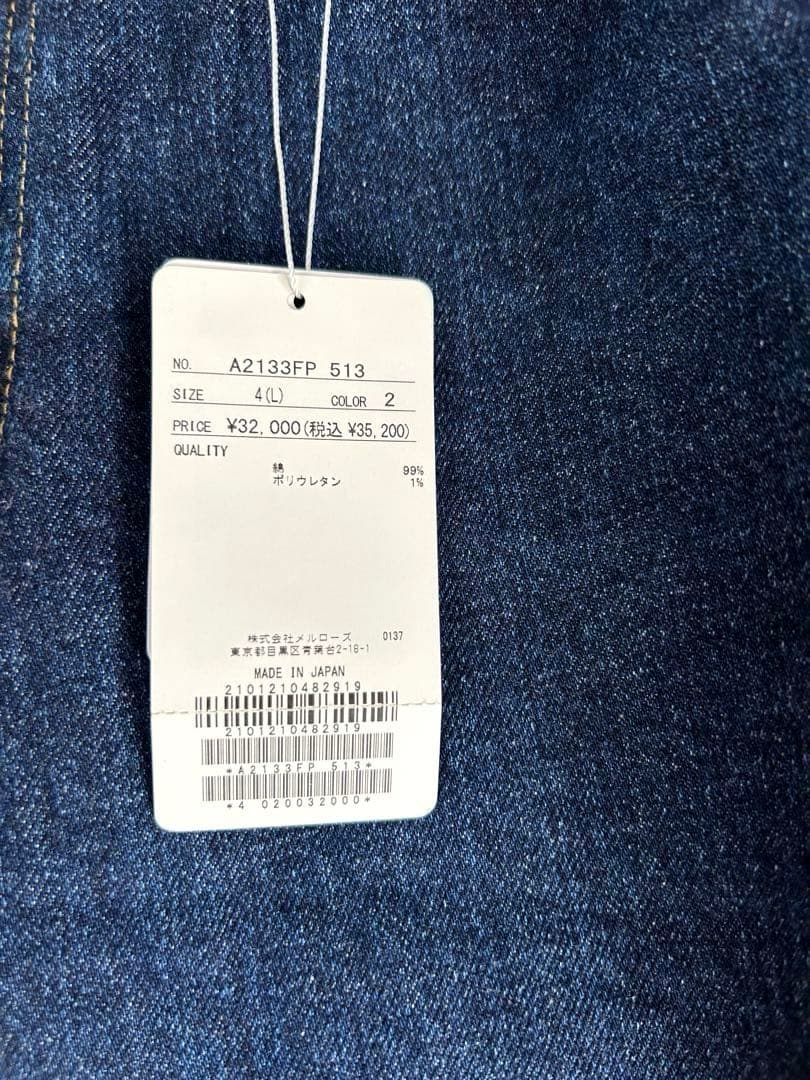 NO. A2133FP 513
SIZE 4(L) COLOR 2
PRICE ¥32,000(税込 ¥35,200)
QUALITY
綿 99%
ポリウレタン 1%
株式会社メルローズ 0137
東京都目黒区青葉台2-18-1
MADE IN JAPAN
2101210482919
2101210482919
*A2133FP 513*
*4 020032000*